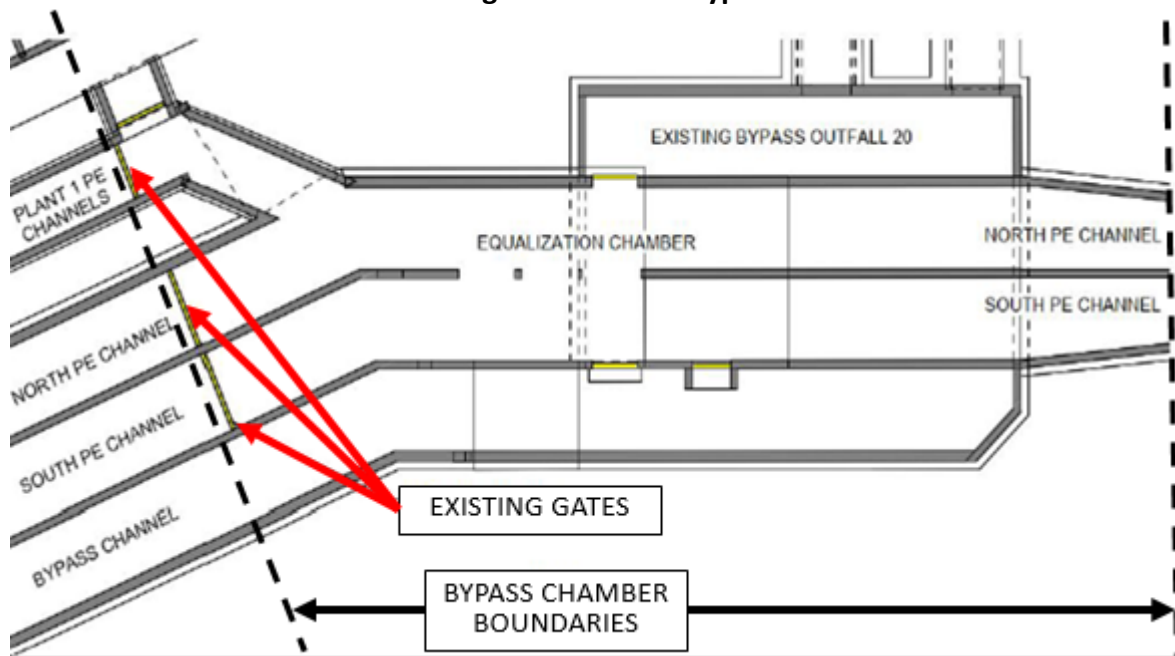 EXISTING BYPASS OUTFALL 20
PLANT 1 PE
CHANNELS
EQUALIZATION CHAMBER
NORTH PE CHANNEL
SOUTH PE CHANNEL
NORTH PE CHANNEL
SOUTH PE CHANNEL
BYPASS CHANNEL
EXISTING GATES
BYPASS CHAMBER
BOUNDARIES